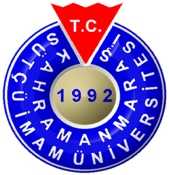 T.C.
KAHRAMANMARAŞ
SÜTÇÜ İMAM ÜNİVERSİTESİ
1992